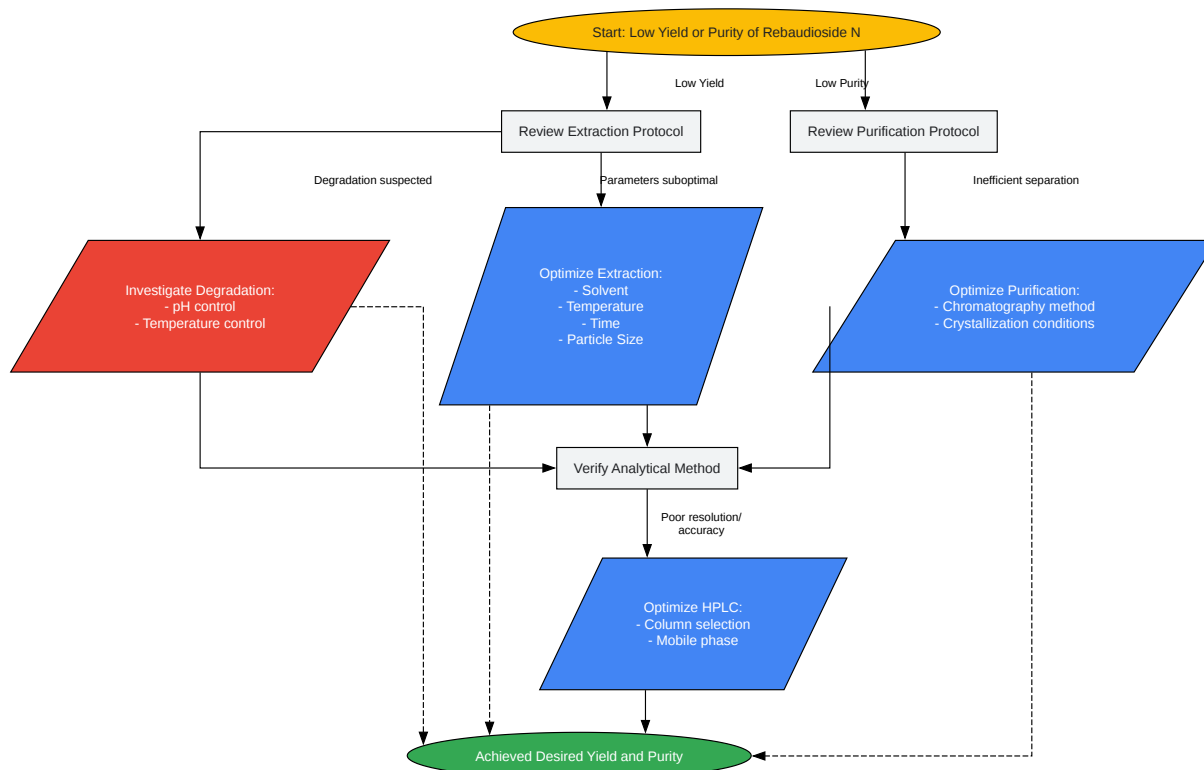 Start: Low Yield or Purity of Rebaudioside N
Low Yield
Low Purity
Review Extraction Protocol
Review Purification Protocol
Degradation suspected
Parameters suboptimal
Inefficient separation
Investigate Degradation:
- pH control
- Temperature control
Optimize Extraction:
- Solvent
- Temperature
- Time
- Particle Size
Optimize Purification:
- Chromatography method
- Crystallization conditions
Verify Analytical Method
Poor resolution/
accuracy
Optimize HPLC:
- Column selection
- Mobile phase
Achieved Desired Yield and Purity